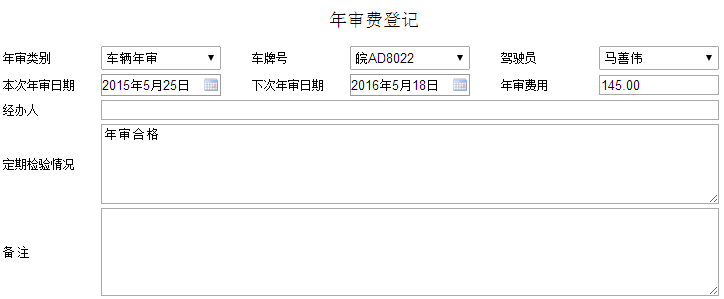 年审费登记
年审类别 车辆年审 车牌号 皖AD8022 驾驶员 马善伟
本次年审日期 2015年5月25日 下次年审日期 2016年5月18日 年审费用 145.00
经办人
定期检验情况 年审合格
备注